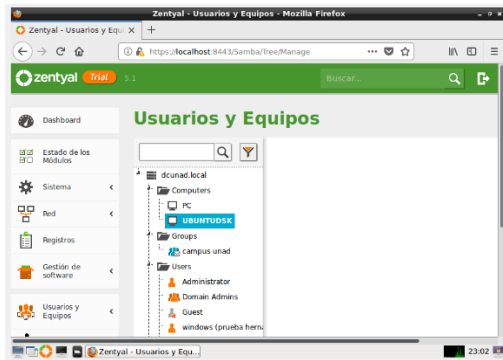 Zentyal - Usuarios y Equipos - Mozilla Firefox
Zentyal - Usuarios y Equ
https://localhost:8443/Samba/Tree/Manage
zentyal Trial 5.1 Buscar...
Dashboard
Estado de los Módulos
Sistema
Red
Registros
Gestión de software
Usuarios y Equipos
Usuarios y Equipos
dcunad.local
Computers
PC
UBUNTUDSK
Groups
campus unad
Users
Administrator
Domain Admins
Guest
windows (prueba herna
Zentyal - Usuarios y Equ...
23:02